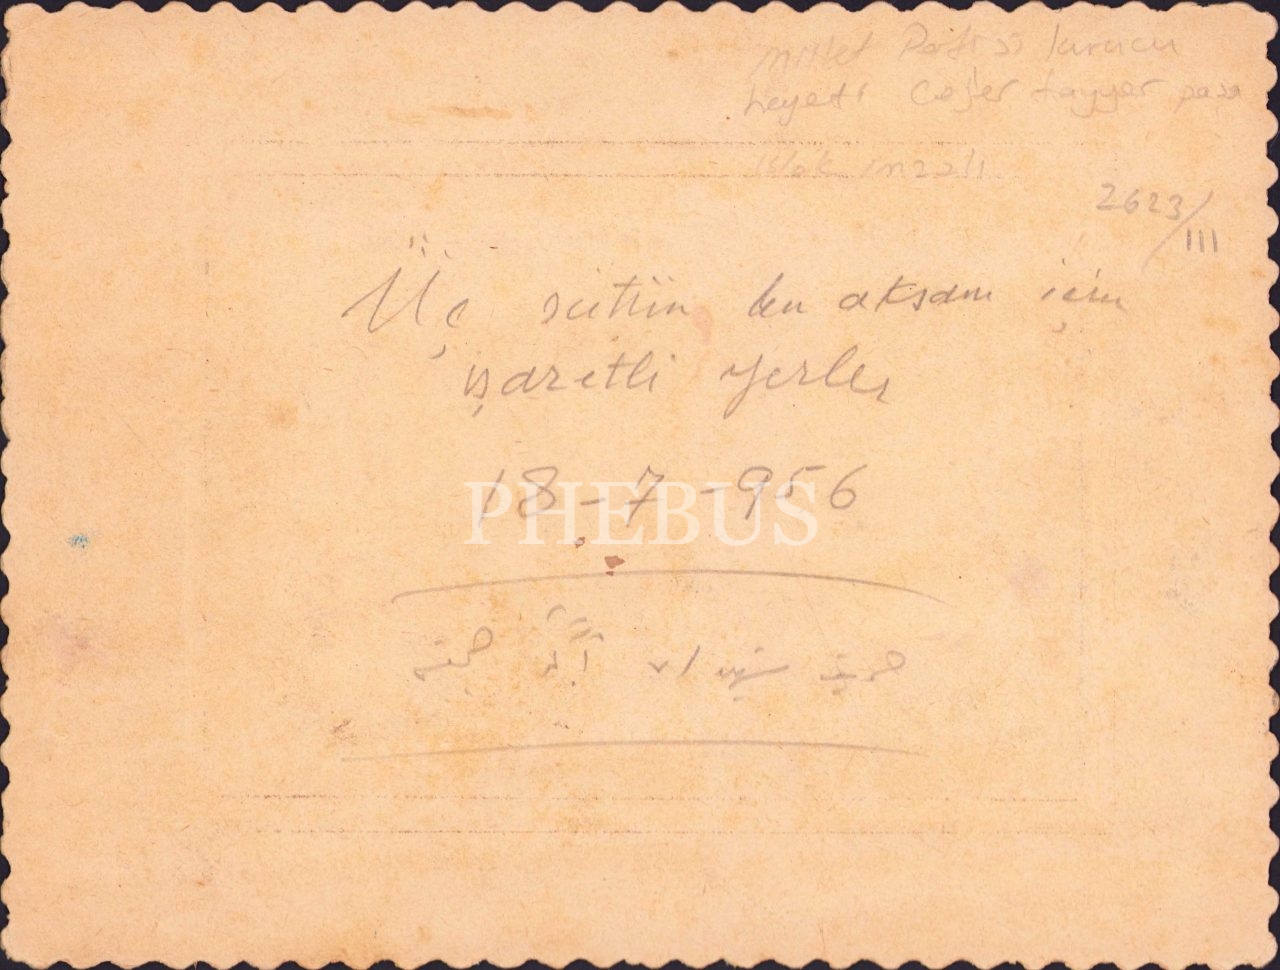 Millet Partisi kurucu
heyeti Cafer tayyar paşa
ıslak imzalı
2623/III
Üç sütün bu akşam için
işaretli yerler
18-7-956
PHEBUS